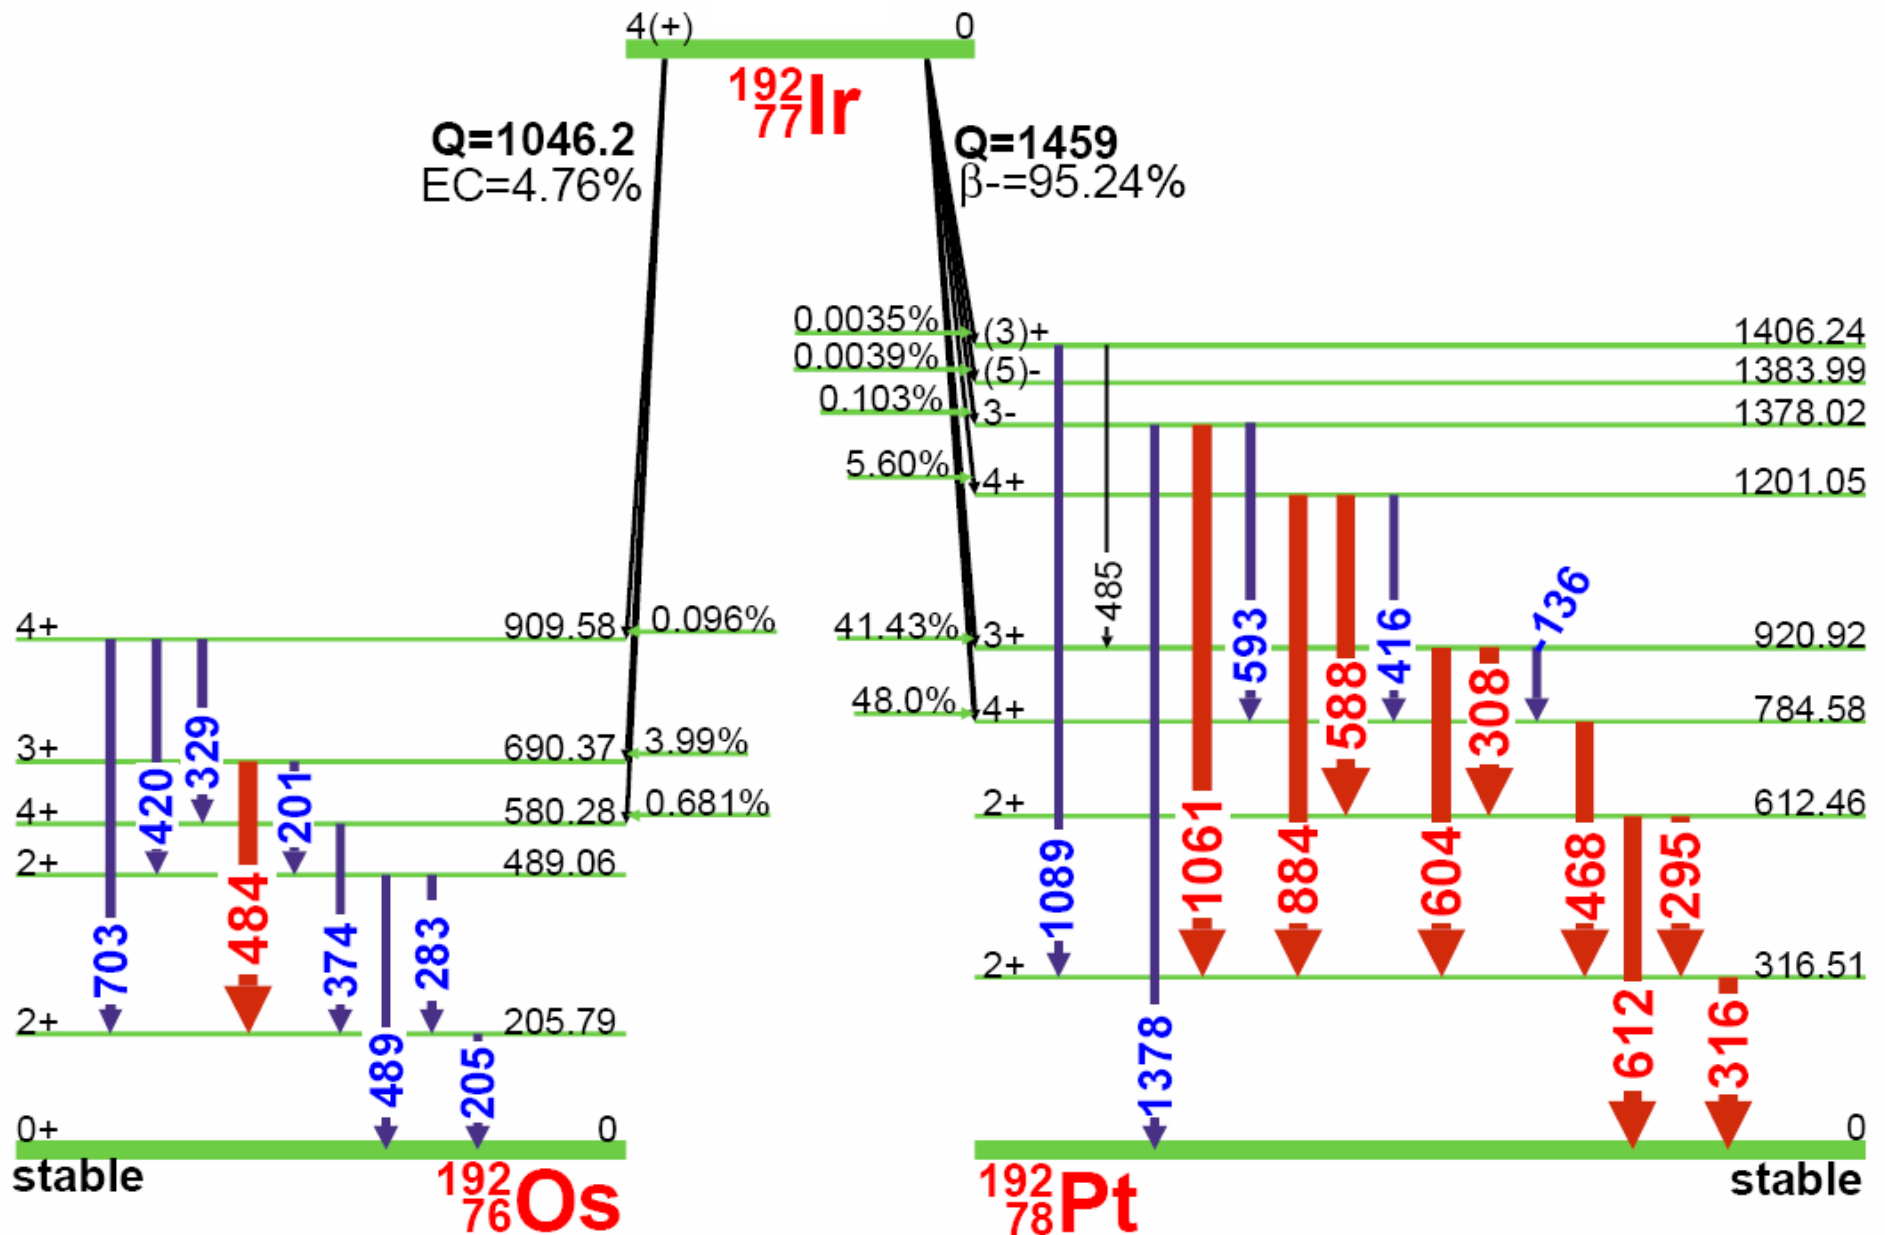 4(+) 0
192
77Ir
Q=1046.2
EC=4.76%
Q=1459
β-=95.24%
0.0035% (3)+ 1406.24
0.0039% (5)- 1383.99
0.103% 3- 1378.02
5.60% 4+ 1201.05
41.43% 3+ 920.92
48.0% 4+ 784.58
2+ 612.46
2+ 316.51
0
1089
485
1378
1061
593
884
588
416
604
308
136
468
612
295
316
192
78Pt
stable
4+ 909.58 0.096%
3+ 690.37 3.99%
4+ 580.28 0.681%
2+ 489.06
2+ 205.79
0+ 0
703
420
329
484
201
374
489
283
205
stable
192
76Os